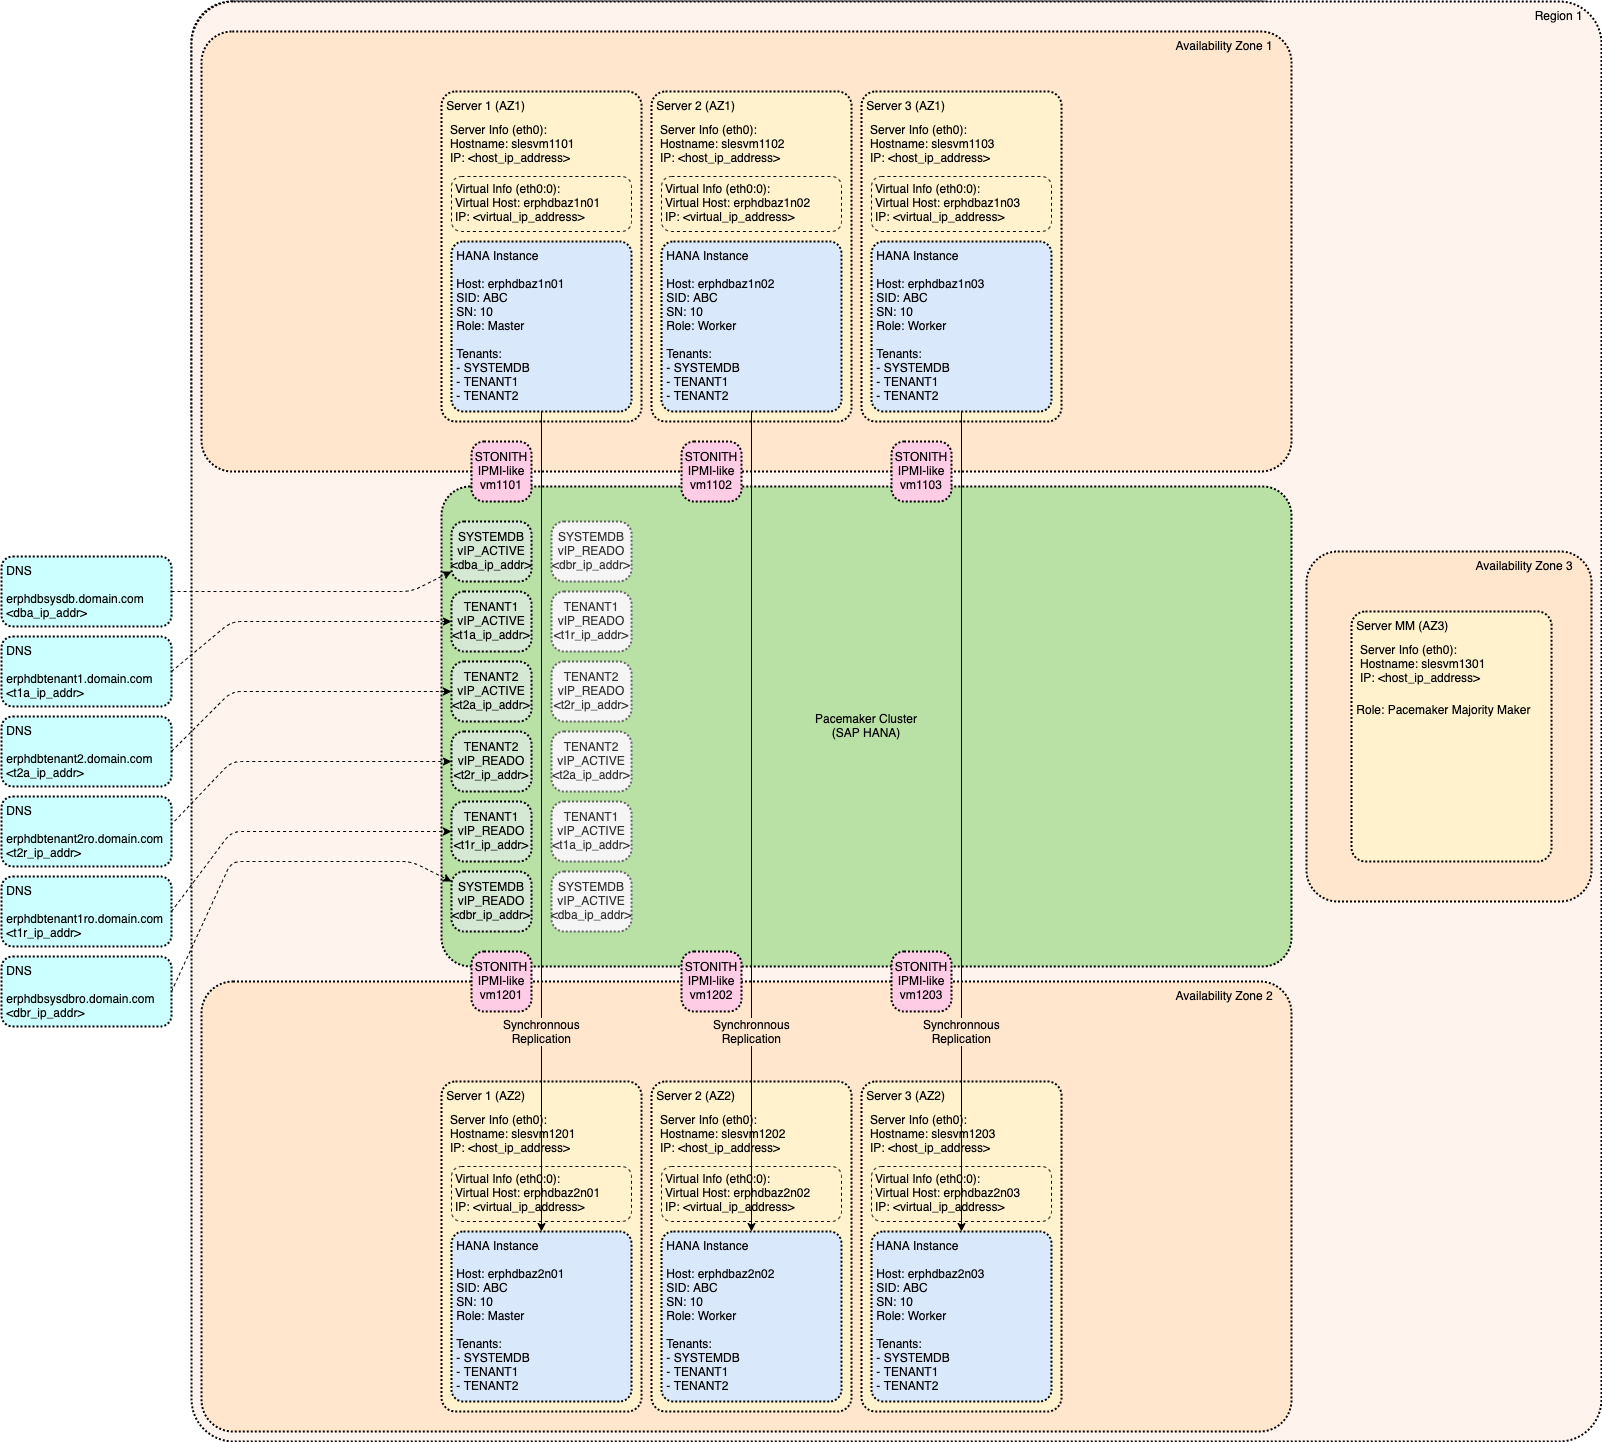 Region 1
Availability Zone 1
Server 1 (AZ1)
Server Info (eth0):
Hostname: slesvm1101
IP: <host_ip_address>
Virtual Info (eth0:0):
Virtual Host: erphdbaz1n01
IP: <virtual_ip_address>
HANA Instance
Host: erphdbaz1n01
SID: ABC
SN: 10
Role: Master
Tenants:
- SYSTEMDB
- TENANT1
- TENANT2
Server 2 (AZ1)
Server Info (eth0):
Hostname: slesvm1102
IP: <host_ip_address>
Virtual Info (eth0:0):
Virtual Host: erphdbaz1n02
IP: <virtual_ip_address>
HANA Instance
Host: erphdbaz1n02
SID: ABC
SN: 10
Role: Worker
Tenants:
- SYSTEMDB
- TENANT1
- TENANT2
Server 3 (AZ1)
Server Info (eth0):
Hostname: slesvm1103
IP: <host_ip_address>
Virtual Info (eth0:0):
Virtual Host: erphdbaz1n03
IP: <virtual_ip_address>
HANA Instance
Host: erphdbaz1n03
SID: ABC
SN: 10
Role: Worker
Tenants:
- SYSTEMDB
- TENANT1
- TENANT2
STONITH
IPMI-like
vm1101
STONITH
IPMI-like
vm1102
STONITH
IPMI-like
vm1103
DNS
erphdbsysdb.domain.com
<dba_ip_addr>
DNS
erphdbtenant1.domain.com
<t1a_ip_addr>
DNS
erphdbtenant2.domain.com
<t2a_ip_addr>
DNS
erphdbtenant2ro.domain.com
<t2r_ip_addr>
DNS
erphdbtenant1ro.domain.com
<t1r_ip_addr>
DNS
erphdbsysdbro.domain.com
<dbr_ip_addr>
SYSTEMDB
vIP_ACTIVE
<dba_ip_addr>
SYSTEMDB
vIP_READO
<dbr_ip_addr>
TENANT1
vIP_ACTIVE
<t1a_ip_addr>
TENANT1
vIP_READO
<t1r_ip_addr>
TENANT2
vIP_ACTIVE
<t2a_ip_addr>
TENANT2
vIP_READO
<t2r_ip_addr>
TENANT2
vIP_READO
<t2r_ip_addr>
TENANT2
vIP_ACTIVE
<t2a_ip_addr>
TENANT1
vIP_READO
<t1r_ip_addr>
TENANT1
vIP_ACTIVE
<t1a_ip_addr>
SYSTEMDB
vIP_READO
<dbr_ip_addr>
SYSTEMDB
vIP_ACTIVE
<dba_ip_addr>
Pacemaker Cluster
(SAP HANA)
Availability Zone 3
Server MM (AZ3)
Server Info (eth0):
Hostname: slesvm1301
IP: <host_ip_address>
Role: Pacemaker Majority Maker
STONITH
IPMI-like
vm1201
STONITH
IPMI-like
vm1202
STONITH
IPMI-like
vm1203
Availability Zone 2
Synchronnous
Replication
Synchronnous
Replication
Synchronnous
Replication
Server 1 (AZ2)
Server Info (eth0):
Hostname: slesvm1201
IP: <host_ip_address>
Virtual Info (eth0:0):
Virtual Host: erphdbaz2n01
IP: <virtual_ip_address>
HANA Instance
Host: erphdbaz2n01
SID: ABC
SN: 10
Role: Master
Tenants:
- SYSTEMDB
- TENANT1
- TENANT2
Server 2 (AZ2)
Server Info (eth0):
Hostname: slesvm1202
IP: <host_ip_address>
Virtual Info (eth0:0):
Virtual Host: erphdbaz2n02
IP: <virtual_ip_address>
HANA Instance
Host: erphdbaz2n02
SID: ABC
SN: 10
Role: Worker
Tenants:
- SYSTEMDB
- TENANT1
- TENANT2
Server 3 (AZ2)
Server Info (eth0):
Hostname: slesvm1203
IP: <host_ip_address>
Virtual Info (eth0:0):
Virtual Host: erphdbaz2n03
IP: <virtual_ip_address>
HANA Instance
Host: erphdbaz2n03
SID: ABC
SN: 10
Role: Worker
Tenants:
- SYSTEMDB
- TENANT1
- TENANT2